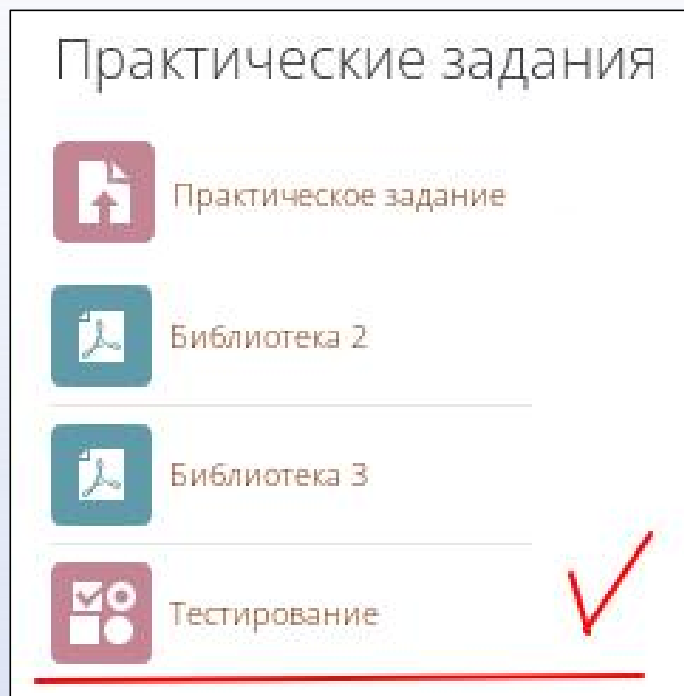 Практические задания
Практическое задание
Библиотека 2
Библиотека 3
Тестирование